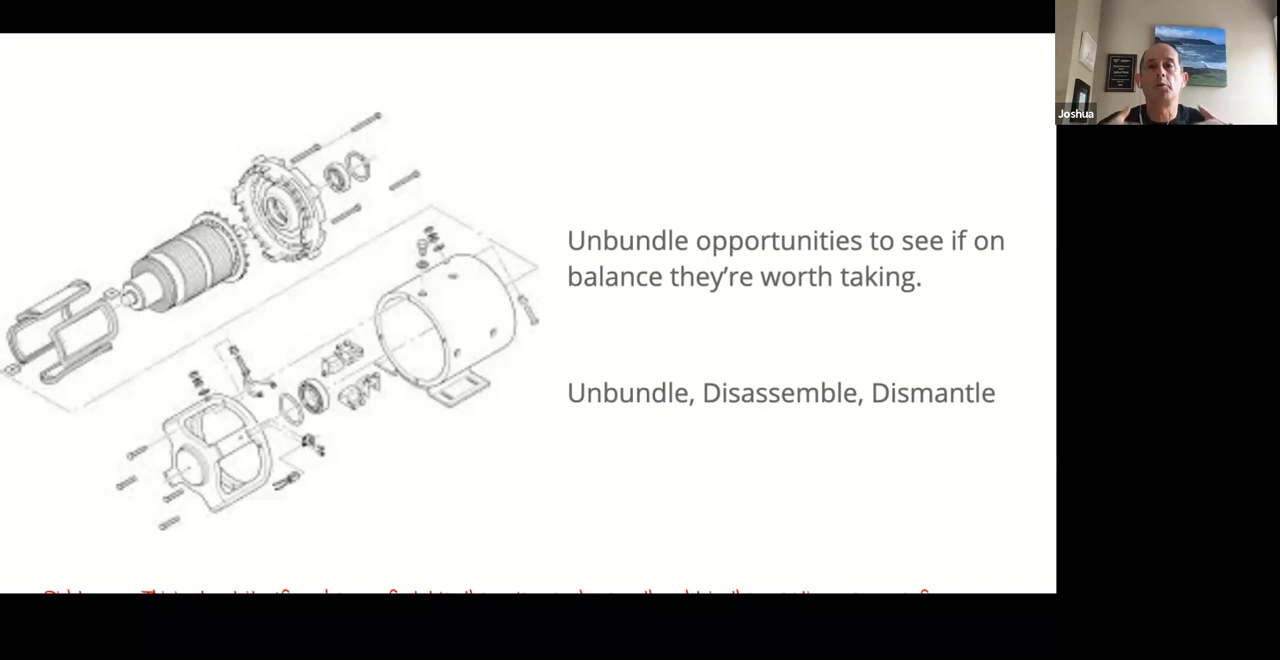 Joshua
Unbundle opportunities to see if on
balance they’re worth taking.
Unbundle, Disassemble, Dismantle